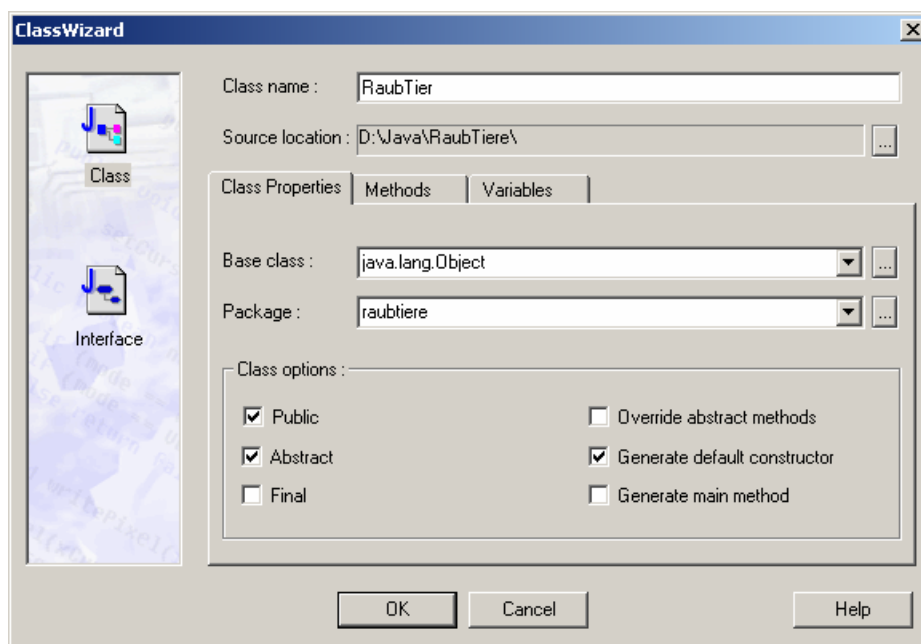 ClassWizard
Class name :
RaubTier
Source location :
D:\Java\RaubTiere\
...
Class
Interface
Class Properties
Methods
Variables
Base class :
java.lang.Object
...
Package :
raubtiere
...
Class options :
Public
Override abstract methods
Abstract
Generate default constructor
Final
Generate main method
OK
Cancel
Help